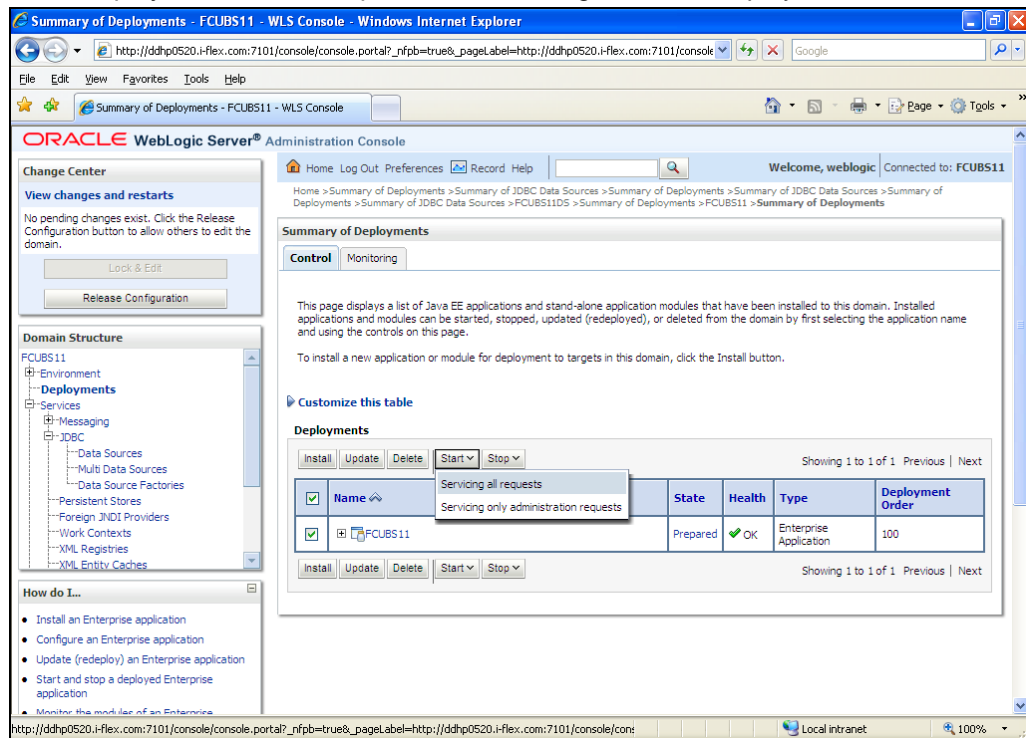 Summary of Deployments - FCUBS11 - WLS Console - Windows Internet Explorer
http://ddhp0520.i-flex.com:7101/console/console.portal?_nfpb=true&_pageLabel=http://ddhp0520.i-flex.com:7101/console
Google
File Edit View Favorites Tools Help
Summary of Deployments - FCUBS11 - WLS Console
Page Tools
ORACLE WebLogic Server® Administration Console
Change Center
View changes and restarts
No pending changes exist. Click the Release
Configuration button to allow others to edit the
domain.
Lock & Edit
Release Configuration
Domain Structure
FCUBS11
Environment
Deployments
Services
Messaging
JDBC
Data Sources
Multi Data Sources
Data Source Factories
Persistent Stores
Foreign JNDI Providers
Work Contexts
XML Registries
XML Entity Caches
How do I...
Install an Enterprise application
Configure an Enterprise application
Update (redeploy) an Enterprise application
Start and stop a deployed Enterprise
application
Monitor the modules of an Enterprise
Home Log Out Preferences Record Help
Welcome, weblogic Connected to: FCUBS11
Home >Summary of Deployments >Summary of JDBC Data Sources >Summary of Deployments >Summary of JDBC Data Sources >Summary of
Deployments >Summary of JDBC Data Sources >FCUBS11DS >Summary of Deployments >FCUBS11 >Summary of Deployments
Summary of Deployments
Control Monitoring
This page displays a list of Java EE applications and stand-alone application modules that have been installed to this domain. Installed
applications and modules can be started, stopped, updated (redeployed), or deleted from the domain by first selecting the application name
and using the controls on this page.
To install a new application or module for deployment to targets in this domain, click the Install button.
Customize this table
Deployments
Install Update Delete Start Stop
Showing 1 to 1 of 1 Previous | Next
Servicing all requests
Servicing only administration requests
Name State Health Type Deployment
Order
FCUBS11 Prepared OK Enterprise
Application 100
Install Update Delete Start Stop
Showing 1 to 1 of 1 Previous | Next
http://ddhp0520.i-flex.com:7101/console/console.portal?_nfpb=true&_pageLabel=http://ddhp0520.i-flex.com:7101/console/cons
Local intranet
100%